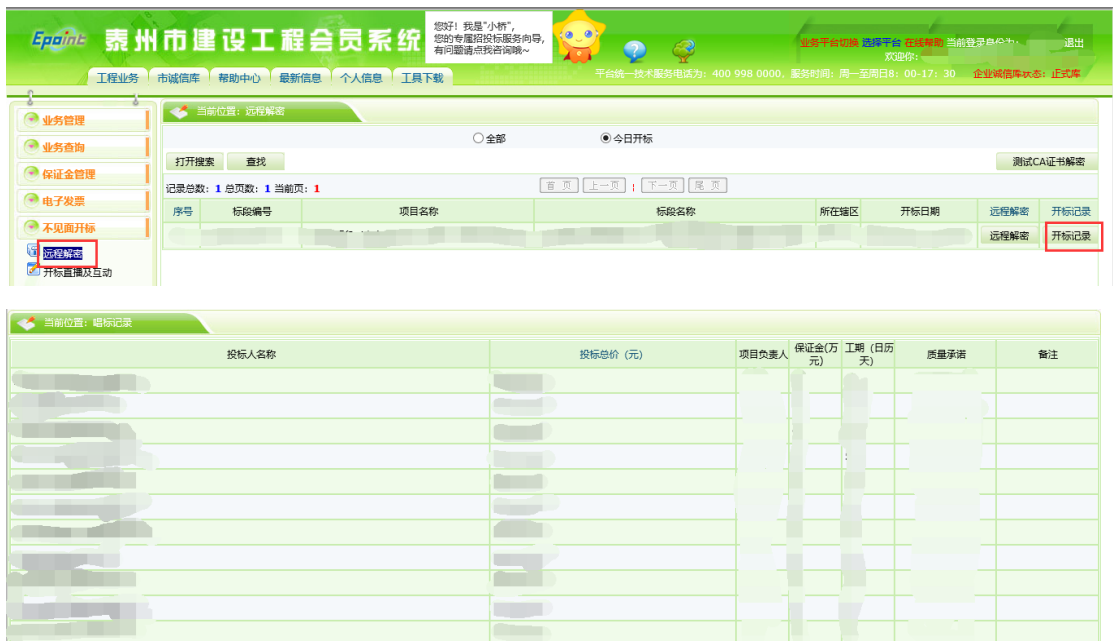 Epoint 泰州市建设工程会员系统
您好！我是"小桥"，
您的专属招投标服务向导，
有问题请点我咨询哦~
业务平台切换 选择平台 在线帮助 当前登录身份为： 退出
欢迎你：
工程业务 市诚信库 帮助中心 最新信息 个人信息 工具下载
平台统一技术服务电话为：400 998 0000，服务时间：周一至周日8：00-17：30 企业诚信库状态：正式库
业务管理
业务查询
保证金管理
电子发票
不见面开标
远程解密
开标直播及互动
当前位置：远程解密
全部 今日开标
打开搜索 查找 测试CA证书解密
记录总数：1 总页数：1 当前页：1 首 页 上一页 ; 下一页 尾 页
序号 标段编号 项目名称 标段名称 所在辖区 开标日期 远程解密 开标记录
远程解密 开标记录
当前位置：唱标记录
投标人名称 投标总价（元） 项目负责人 保证金(万元) 工期（日历天) 质量承诺 备注